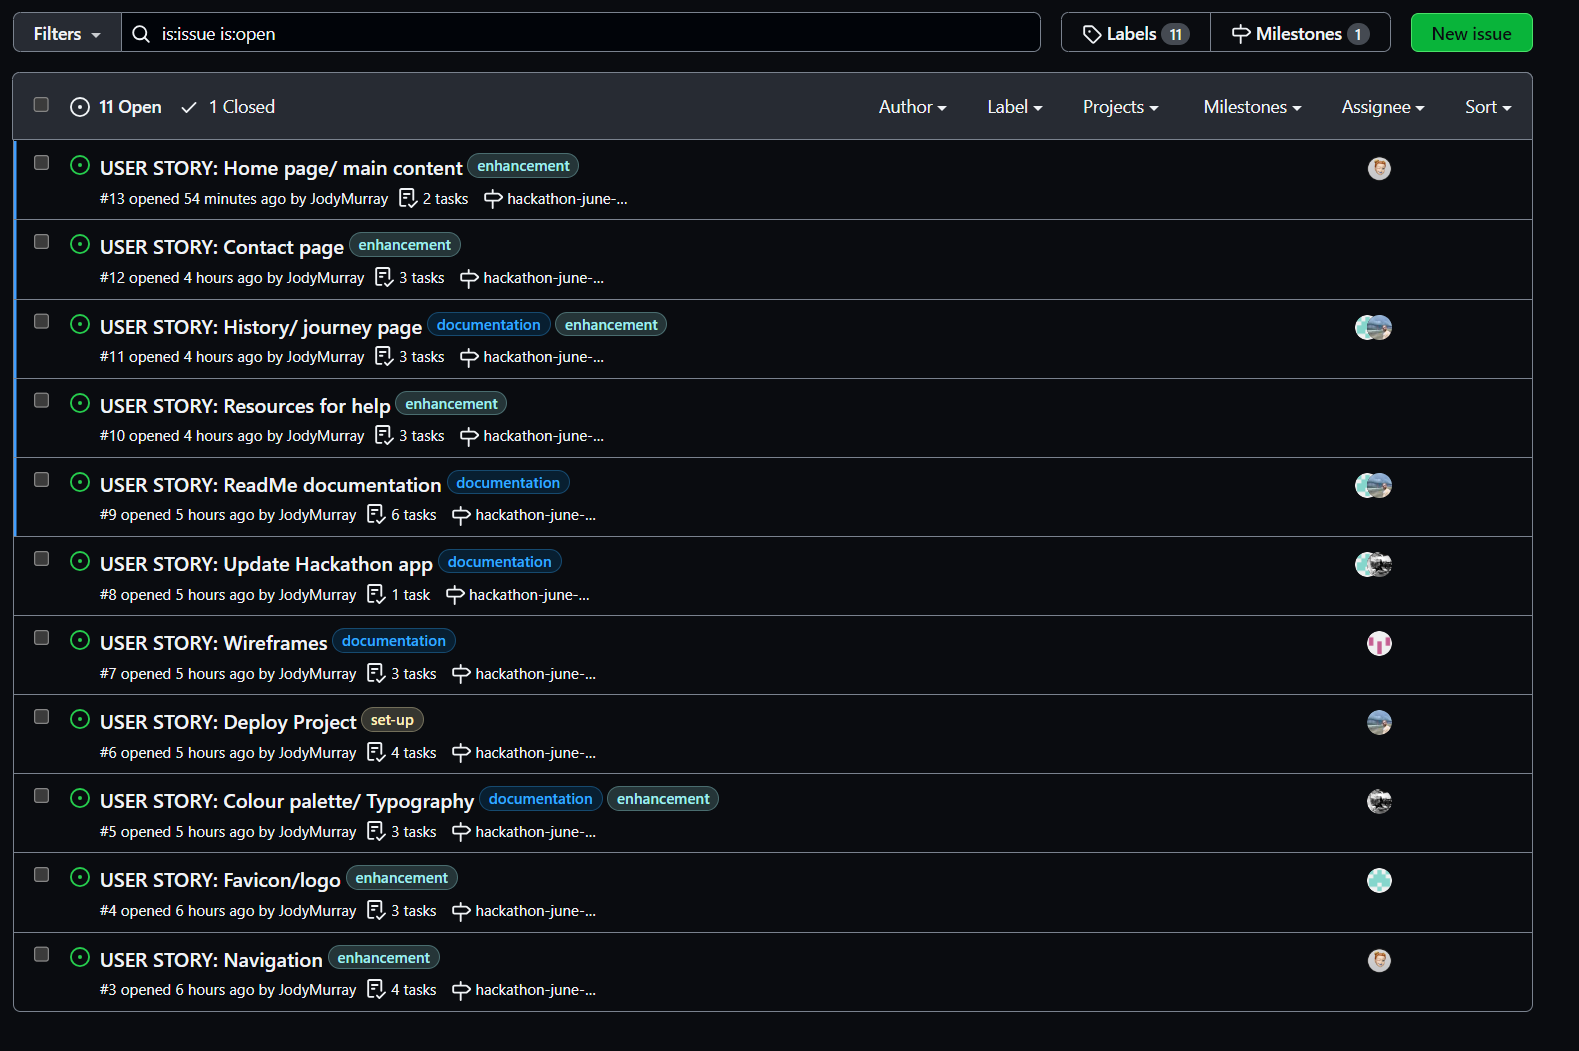 Filters is:issue is:open Labels 11 Milestones 1 New issue
11 Open 1 Closed Author Label Projects Milestones Assignee Sort
USER STORY: Home page/ main content enhancement
#13 opened 54 minutes ago by JodyMurray 2 tasks hackathon-june-...
USER STORY: Contact page enhancement
#12 opened 4 hours ago by JodyMurray 3 tasks hackathon-june-...
USER STORY: History/ journey page documentation enhancement
#11 opened 4 hours ago by JodyMurray 3 tasks hackathon-june-...
USER STORY: Resources for help enhancement
#10 opened 4 hours ago by JodyMurray 3 tasks hackathon-june-...
USER STORY: ReadMe documentation documentation
#9 opened 5 hours ago by JodyMurray 6 tasks hackathon-june-...
USER STORY: Update Hackathon app documentation
#8 opened 5 hours ago by JodyMurray 1 task hackathon-june-...
USER STORY: Wireframes documentation
#7 opened 5 hours ago by JodyMurray 3 tasks hackathon-june-...
USER STORY: Deploy Project set-up
#6 opened 5 hours ago by JodyMurray 4 tasks hackathon-june-...
USER STORY: Colour palette/ Typography documentation enhancement
#5 opened 5 hours ago by JodyMurray 3 tasks hackathon-june-...
USER STORY: Favicon/logo enhancement
#4 opened 6 hours ago by JodyMurray 3 tasks hackathon-june-...
USER STORY: Navigation enhancement
#3 opened 6 hours ago by JodyMurray 4 tasks hackathon-june-...